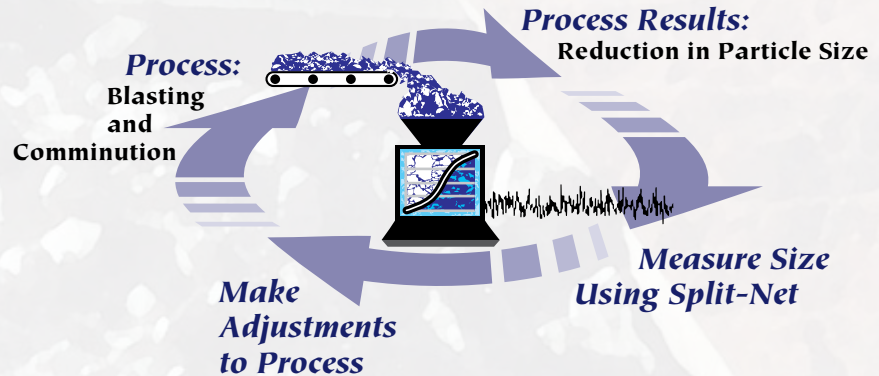 Process:
Blasting
and
Comminution
Process Results:
Reduction in Particle Size
Measure Size
Using Split-Net
Make
Adjustments
to Process